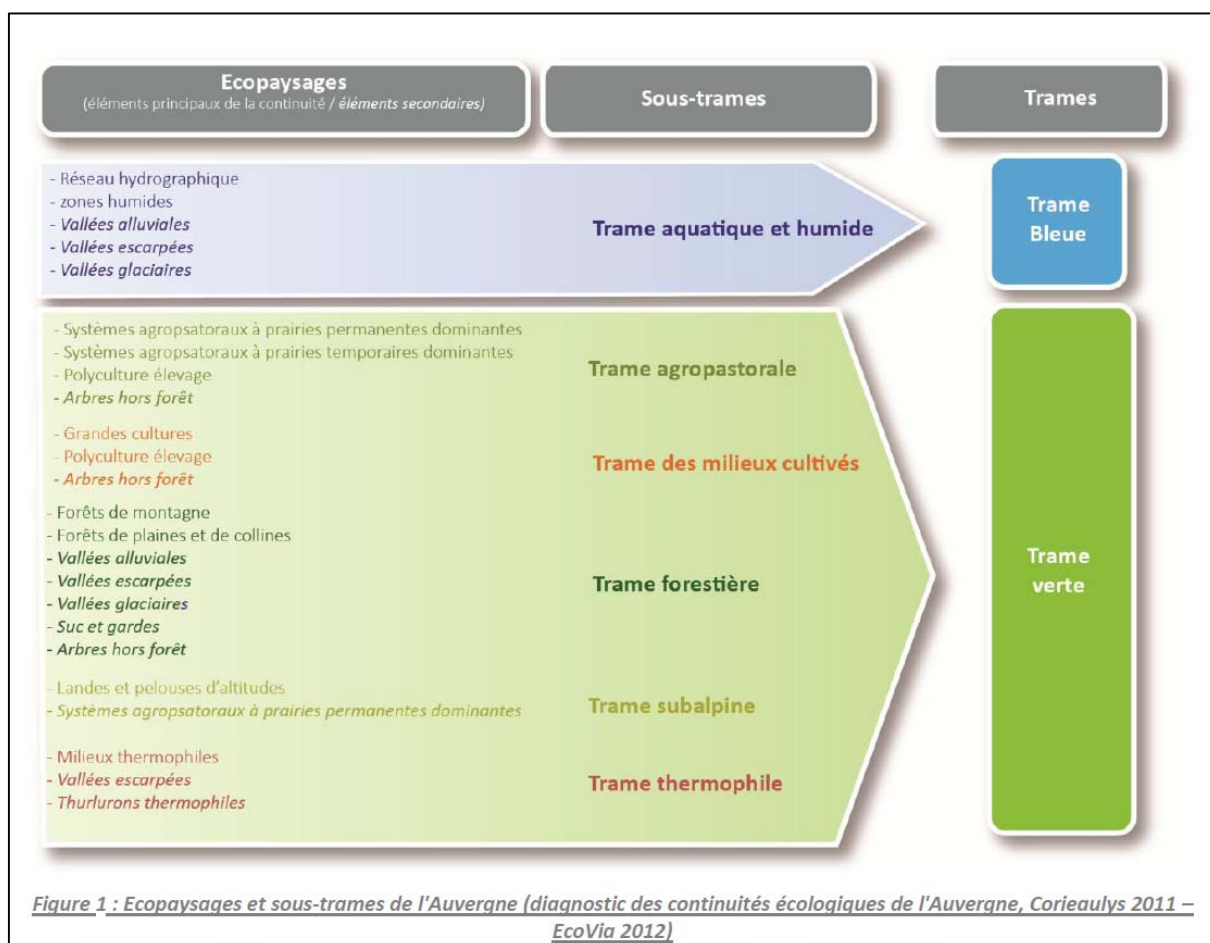 Ecopaysages
(éléments principaux de la continuité / éléments secondaires)
Sous-trames
Trames
- Réseau hydrographique
- zones humides
- Vallées alluviales
- Vallées escarpées
- Vallées glaciaires
Trame aquatique et humide
Trame
Bleue
- Systèmes agropsatoraux à prairies permanentes dominantes
- Systèmes agropsatoraux à prairies temporaires dominantes
- Polyculture élevage
- Arbres hors forêt
Trame agropastorale
- Grandes cultures
- Polyculture élevage
- Arbres hors forêt
Trame des milieux cultivés
- Forêts de montagne
- Forêts de plaines et de collines
- Vallées alluviales
- Vallées escarpées
- Vallées glaciaires
- Suc et gardes
- Arbres hors forêt
Trame forestière
- Landes et pelouses d'altitudes
- Systèmes agropsatoraux à prairies permanentes dominantes
Trame subalpine
- Milieux thermophiles
- Vallées escarpées
- Thurlurons thermophiles
Trame thermophile
Trame
verte
Figure 1 : Ecopaysages et sous-trames de l'Auvergne (diagnostic des continuités écologiques de l'Auvergne, Corieaulys 2011 –
EcoVia 2012)